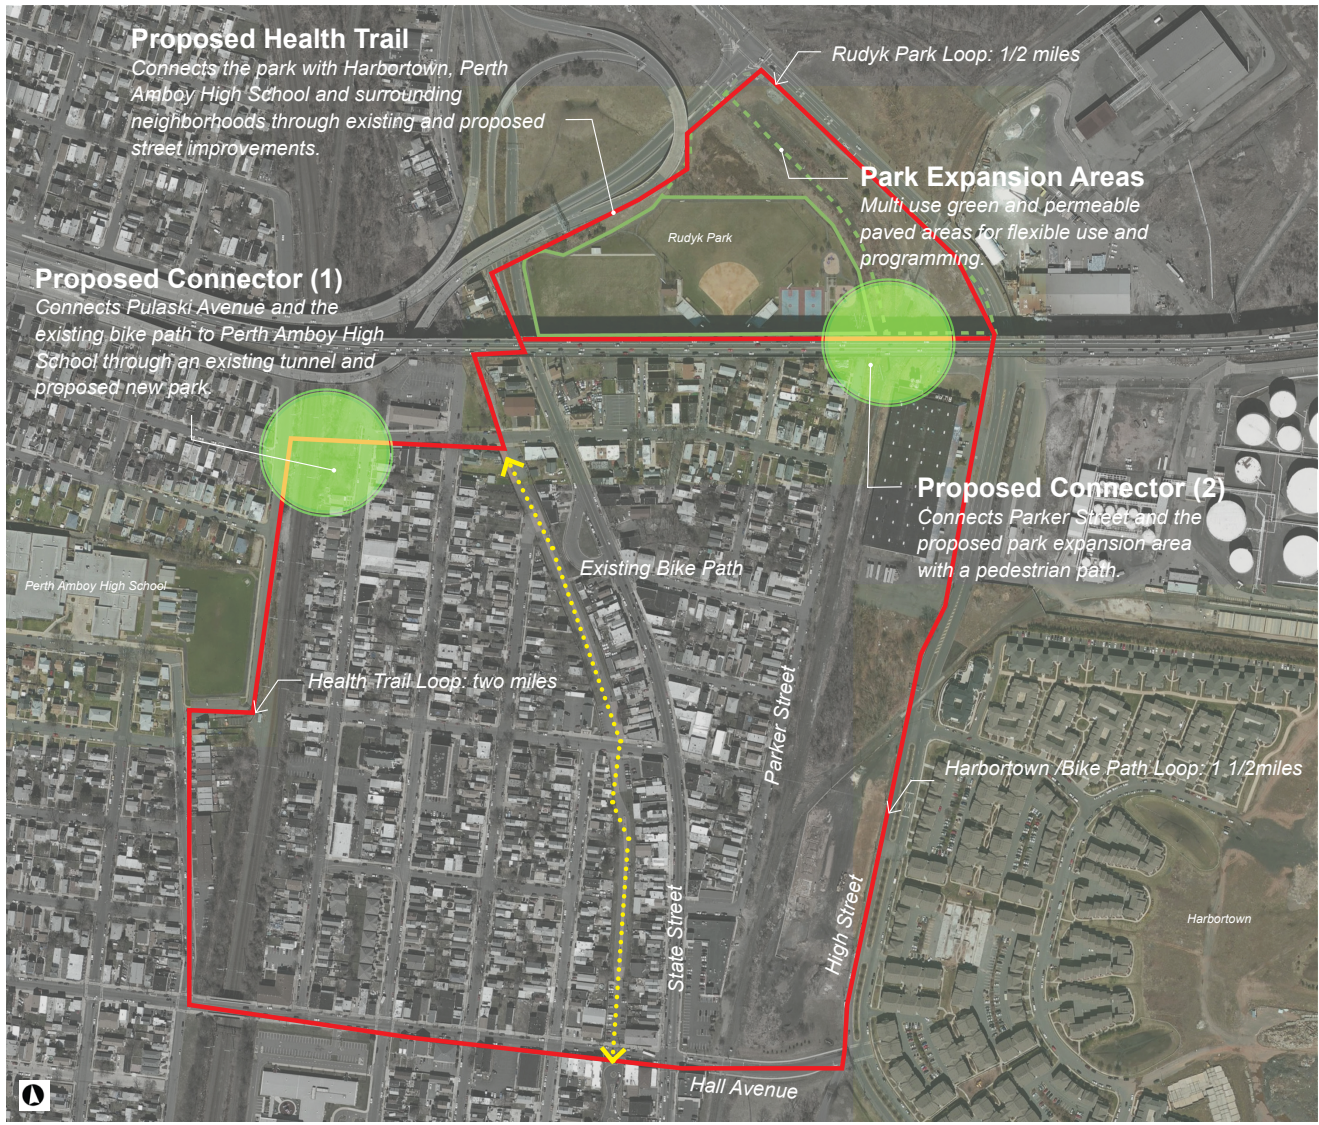 Proposed Health Trail
Connects the park with Harbortown, Perth
Amboy High School and surrounding
neighborhoods through existing and proposed
street improvements.
Rudyk Park Loop: 1/2 miles
Park Expansion Areas
Multi use green and permeable
paved areas for flexible use and
programming.
Rudyk Park
Proposed Connector (1)
Connects Pulaski Avenue and the
existing bike path to Perth Amboy High
School through an existing tunnel and
proposed new park.
Proposed Connector (2)
Connects Parker Street and the
proposed park expansion area
with a pedestrian path.
Existing Bike Path
Perth Amboy High School
Health Trail Loop: two miles
Parker Street
Harbortown /Bike Path Loop: 1 1/2miles
State Street
High Street
Harbortown
Hall Avenue